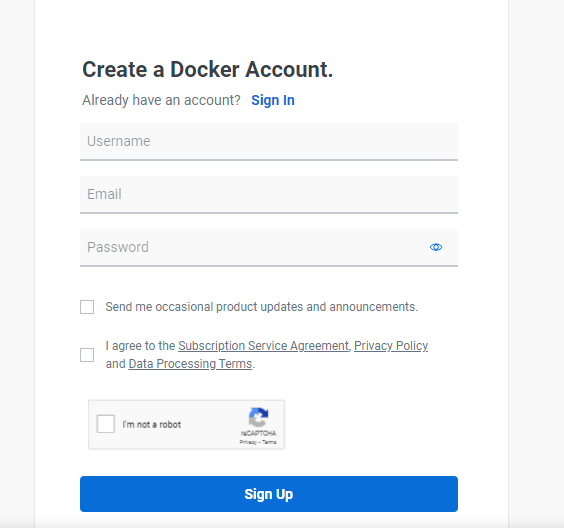 Create a Docker Account.
Already have an account? Sign In
Username
Email
Password
Send me occasional product updates and announcements.
I agree to the Subscription Service Agreement, Privacy Policy
and Data Processing Terms.
I'm not a robot
reCAPTCHA
Privacy - Terms
Sign Up